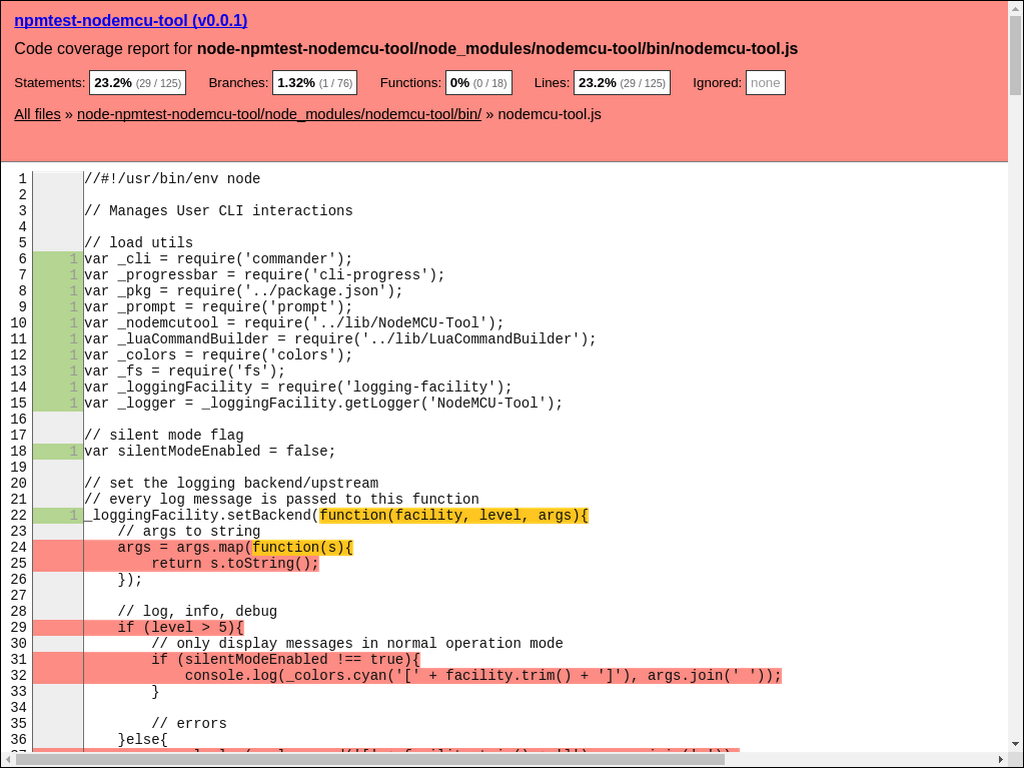 npmtest-nodemcu-tool (v0.0.1)
Code coverage report for node-npmtest-nodemcu-tool/node_modules/nodemcu-tool/bin/nodemcu-tool.js
Statements: 23.2% (29 / 125) Branches: 1.32% (1 / 76) Functions: 0% (0 / 18) Lines: 23.2% (29 / 125) Ignored: none
All files » node-npmtest-nodemcu-tool/node_modules/nodemcu-tool/bin/ » nodemcu-tool.js
1 //#!/usr/bin/env node
2
3 // Manages User CLI interactions
4
5 // load utils
6 1 var _cli = require('commander');
7 1 var _progressbar = require('cli-progress');
8 1 var _pkg = require('../package.json');
9 1 var _prompt = require('prompt');
10 1 var _nodemcutool = require('../lib/NodeMCU-Tool');
11 1 var _luaCommandBuilder = require('../lib/LuaCommandBuilder');
12 1 var _colors = require('colors');
13 1 var _fs = require('fs');
14 1 var _loggingFacility = require('logging-facility');
15 1 var _logger = _loggingFacility.getLogger('NodeMCU-Tool');
16
17 // silent mode flag
18 1 var silentModeEnabled = false;
19
20 // set the logging backend/upstream
21 // every log message is passed to this function
22 1 _loggingFacility.setBackend(function(facility, level, args){
23 // args to string
24 args = args.map(function(s){
25 return s.toString();
26 });
27
28 // log, info, debug
29 if (level > 5){
30 // only display messages in normal operation mode
31 if (silentModeEnabled !== true){
32 console.log(_colors.cyan('[' + facility.trim() + ']'), args.join(' '));
33 }
34
35 // errors
36 }else{